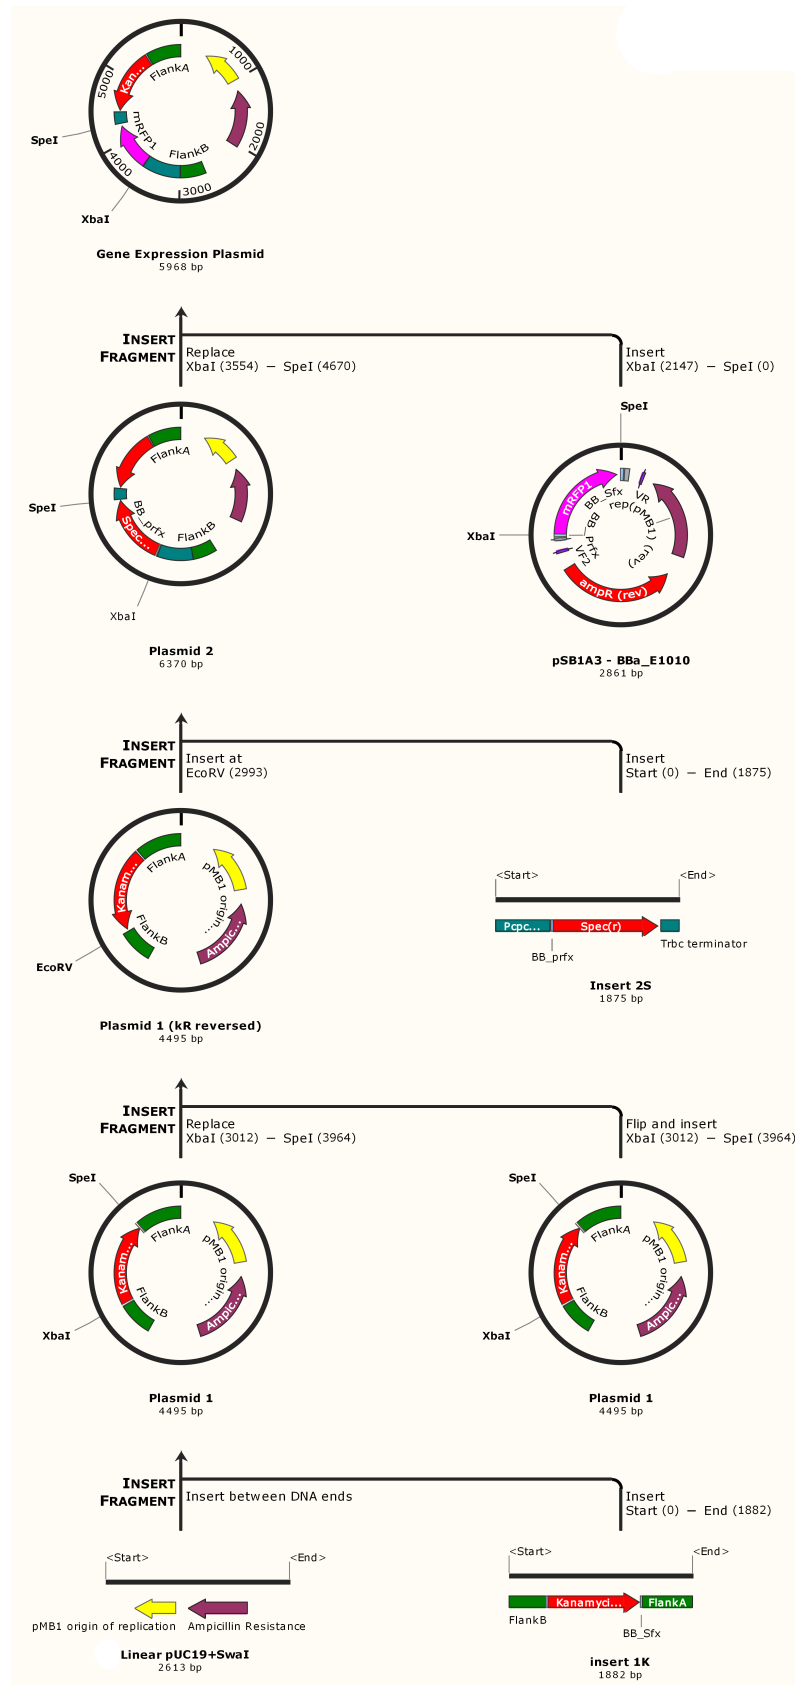 1000
2000
3000
4000
5000
FlankA
Kan...
mRFP1
FlankB
SpeI
XbaI
Gene Expression Plasmid
5968 bp
INSERT
FRAGMENT
Replace
XbaI (3554) – SpeI (4670)
Insert
XbaI (2147) – SpeI (0)
FlankA
BB_prfx
Spec...
FlankB
SpeI
XbaI
Plasmid 2
6370 bp
SpeI
XbaI
mRFP1
BB_Sfx
VR
rep(pMB1) (rev)
BB
Prfx
VF2
ampR (rev)
pSB1A3 - BBa_E1010
2861 bp
INSERT
FRAGMENT
Insert at
EcoRV (2993)
Insert
Start (0) – End (1875)
FlankA
Kanam...
FlankB
pMB1 origin...
Ampic...
EcoRV
Plasmid 1 (kR reversed)
4495 bp
<Start>
<End>
Pcpc...
Spec(r)
BB_prfx
Trbc terminator
Insert 2S
1875 bp
INSERT
FRAGMENT
Replace
XbaI (3012) – SpeI (3964)
Flip and insert
XbaI (3012) – SpeI (3964)
SpeI
FlankA
Kanam...
FlankB
pMB1 origin...
Ampic...
XbaI
Plasmid 1
4495 bp
SpeI
FlankA
Kanam...
FlankB
pMB1 origin...
Ampic...
XbaI
Plasmid 1
4495 bp
INSERT
FRAGMENT
Insert between DNA ends
Insert
Start (0) – End (1882)
<Start>
<End>
pMB1 origin of replication
Ampicillin Resistance
Linear pUC19+SwaI
2613 bp
<Start>
<End>
Kanamyci...
FlankA
FlankB
BB_Sfx
insert 1K
1882 bp